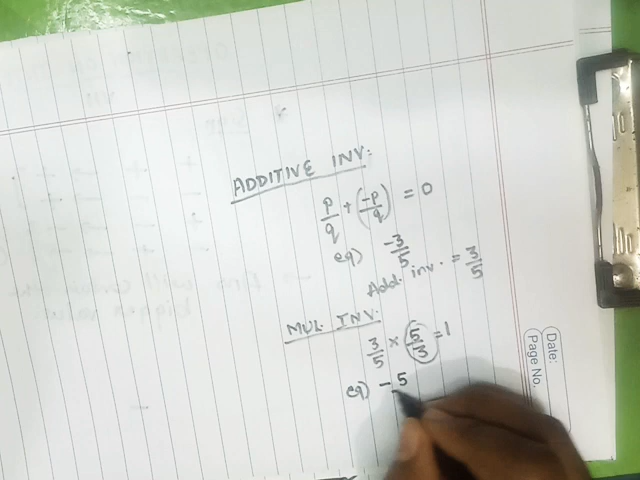 ADDITIVE INV:
p/q + (-p/q) = 0
eg) -3/5
Add. inv. = 3/5
MUL INV:
3/5 × (5/3) = 1
eg) -5
Date:
Page No.